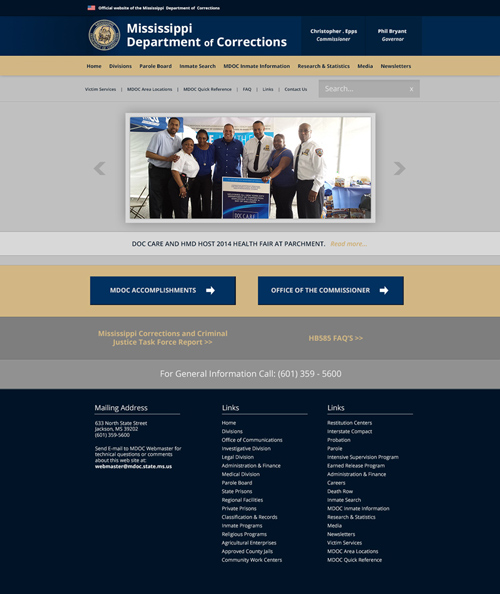 Official website of the Mississippi Department of Corrections
Mississippi
Department of Corrections
Christopher . Epps
Commissioner
Phil Bryant
Governor
Home Divisions Parole Board Inmate Search MDOC Inmate Information Research & Statistics Media Newsletters
Victim Services | MDOC Area Locations | MDOC Quick Reference | FAQ | Links | Contact Us
Search... X
DOC CARE
DOC CARE AND HMD HOST 2014 HEALTH FAIR AT PARCHMENT. Read more...
MDOC ACCOMPLISHMENTS
OFFICE OF THE COMMISSIONER
Mississippi Corrections and Criminal
Justice Task Force Report >>
HB585 FAQ'S >>
For General Information Call: (601) 359 - 5600
Mailing Address
633 North State Street
Jackson, MS 39202
(601) 359-5600
Send E-mail to MDOC Webmaster for
technical questions or comments
about this web site at:
webmaster@mdoc.state.ms.us
Links
Home
Divisions
Office of Communications
Investigative Division
Legal Division
Administration & Finance
Medical Division
Parole Board
State Prisons
Regional Facilities
Private Prisons
Classification & Records
Inmate Programs
Religious Programs
Agricultural Enterprises
Approved County Jails
Community Work Centers
Links
Restitution Centers
Interstate Compact
Probation
Parole
Intensive Supervision Program
Earned Release Program
Administration & Finance
Careers
Death Row
Inmate Search
MDOC Inmate Information
Research & Statistics
Media
Newsletters
Victim Services
MDOC Area Locations
MDOC Quick Reference